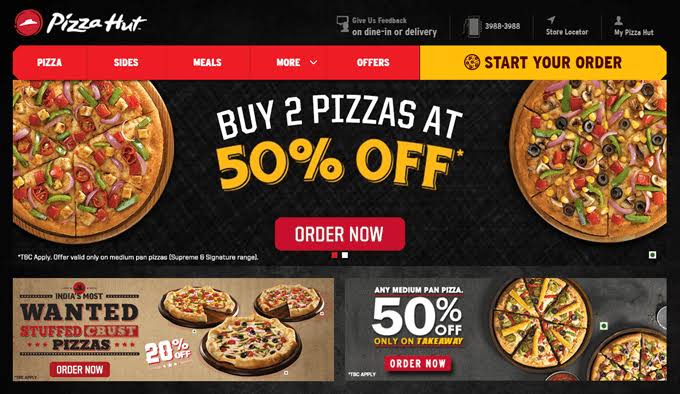 Pizza Hut
Give Us Feedback
on dine-in or delivery
3988-3988
Store Locator
My Pizza Hut
PIZZA
SIDES
MEALS
MORE
OFFERS
START YOUR ORDER
BUY 2 PIZZAS AT
50% OFF*
ORDER NOW
*T&C Apply. Offer valid only on medium pan pizzas (Supreme & Signature range).
INDIA'S MOST
WANTED
STUFFED CRUST
PIZZAS
20% OFF
ORDER NOW
*T&C APPLY
ANY MEDIUM PAN PIZZA.
50% OFF
ONLY ON TAKEAWAY
ORDER NOW
*T&C APPLY